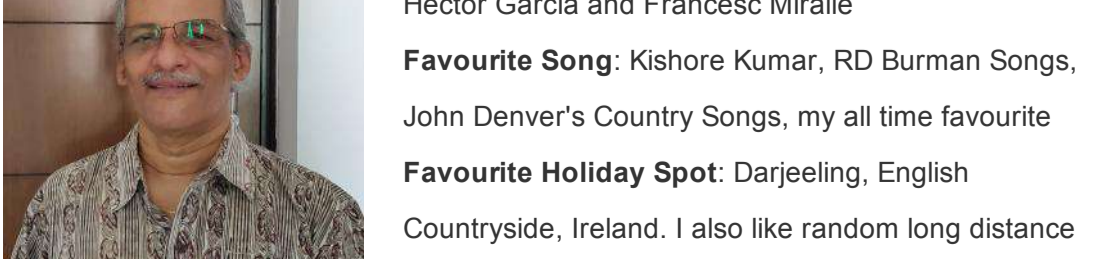 Hector Garcia and Francesc Miralle
Favourite Song: Kishore Kumar, RD Burman Songs,
John Denver's Country Songs, my all time favourite
Favourite Holiday Spot: Darjeeling, English
Countryside, Ireland. I also like random long distance